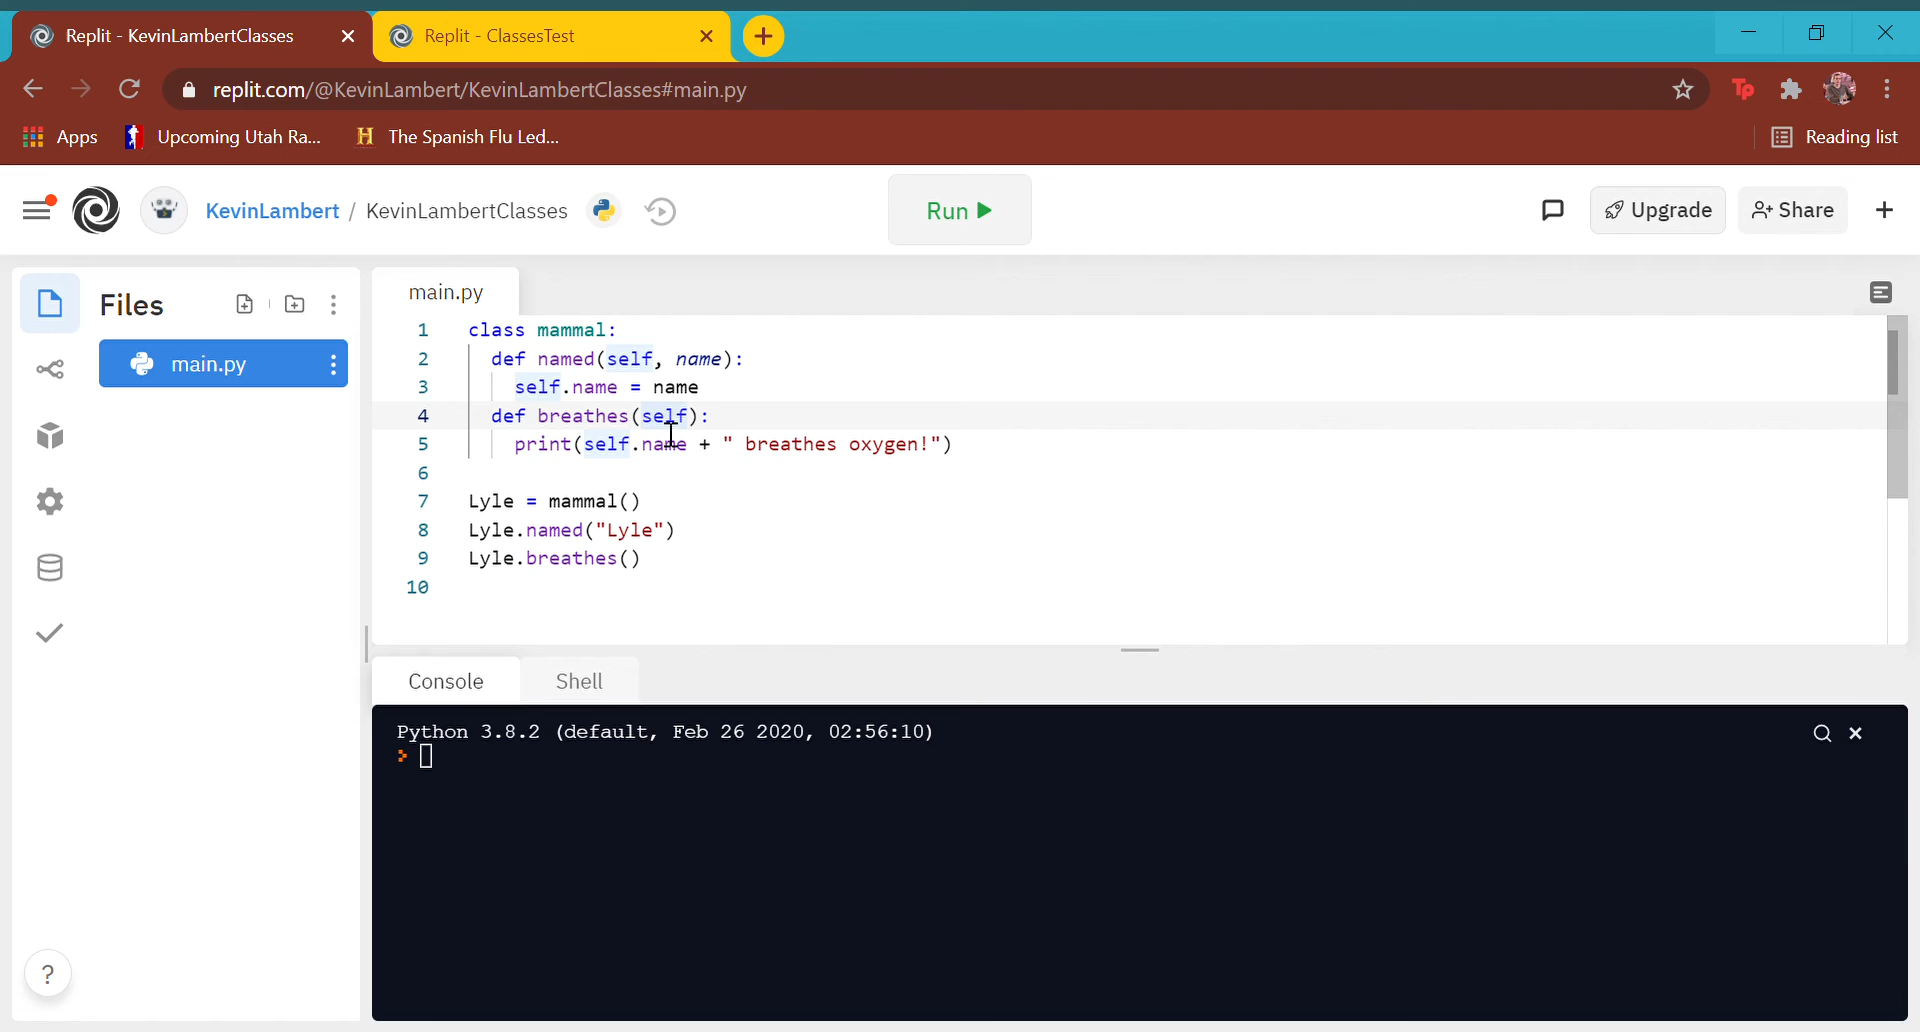 Replit - KevinLambertClasses
Replit - ClassesTest
replit.com/@KevinLambert/KevinLambertClasses#main.py
Tp
Apps
Upcoming Utah Ra...
H The Spanish Flu Led...
Reading list
KevinLambert / KevinLambertClasses
Run
Upgrade
Share
Files
main.py
main.py
1 class mammal:
2 def named(self, name):
3 self.name = name
4 def breathes(self):
5 print(self.name + " breathes oxygen!")
6
7 Lyle = mammal()
8 Lyle.named("Lyle")
9 Lyle.breathes()
10
Console
Shell
Python 3.8.2 (default, Feb 26 2020, 02:56:10)
?